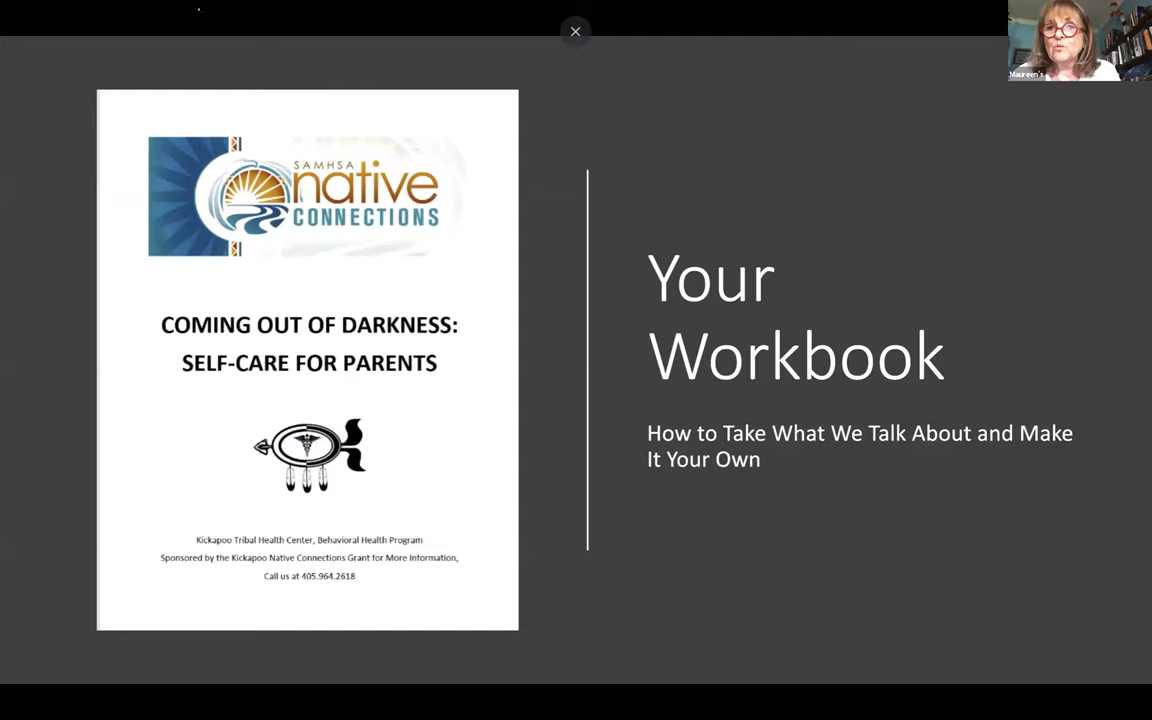 Maureen's
SAMHSA
native
CONNECTIONS
COMING OUT OF DARKNESS:
SELF-CARE FOR PARENTS
Kickapoo Tribal Health Center, Behavioral Health Program
Sponsored by the Kickapoo Native Connections Grant for More Information,
Call us at 405.964.2618
Your
Workbook
How to Take What We Talk About and Make
It Your Own